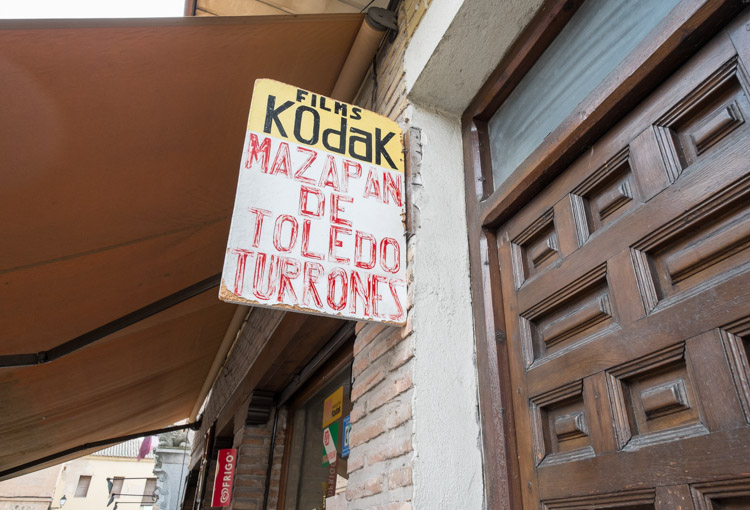 FILMS
KOdaK
MAZAPAN
DE
TOLEDO
TURRONES
FRIGO